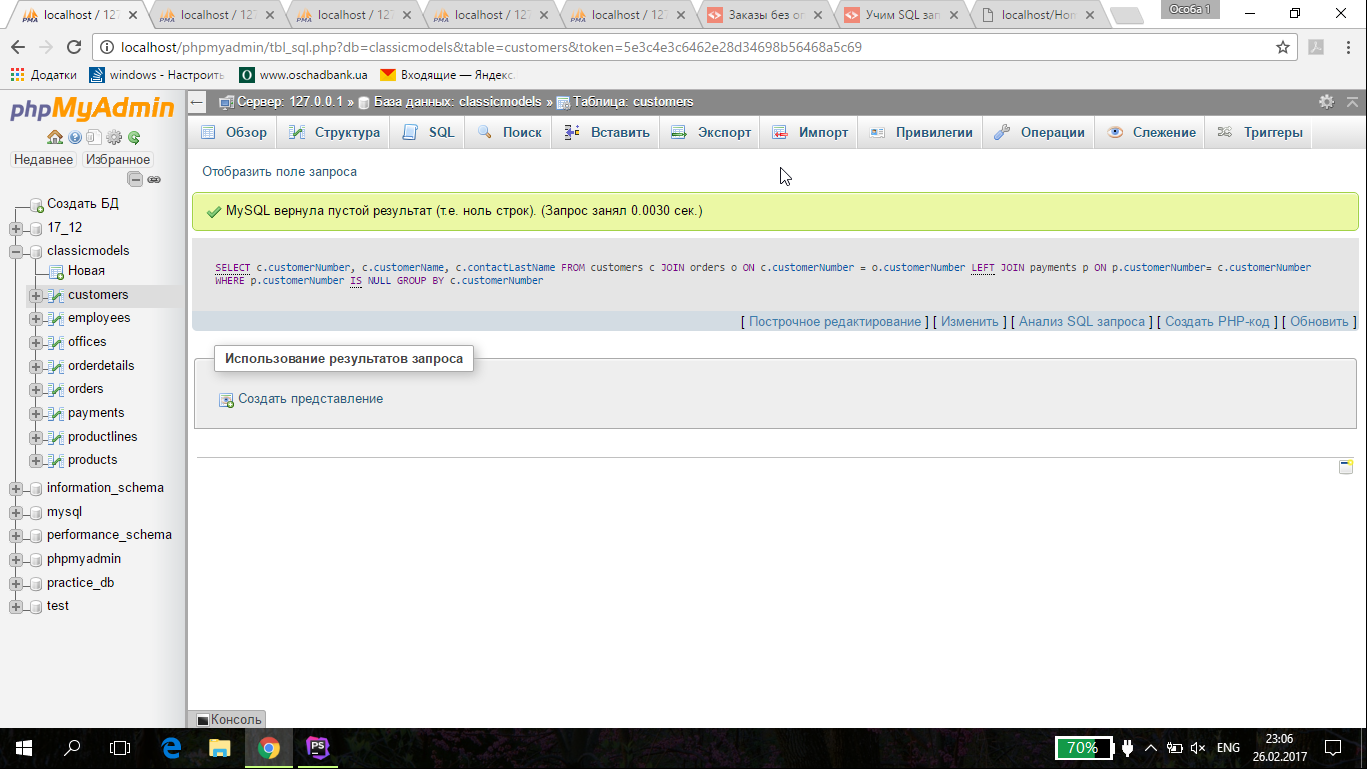 localhost / 127
localhost / 127
localhost / 127
localhost / 127
localhost / 127
Заказы без оп
Учим SQL зап
localhost/Hom
Особа 1
localhost/phpmyadmin/tbl_sql.php?db=classicmodels&table=customers&token=5e3c4e3c6462e28d34698b56468a5c69
Додатки
windows - Настроить
www.oschadbank.ua
Входящие — Яндекс.
phpMyAdmin
Недавнее Избранное
Создать БД
17_12
classicmodels
Новая
customers
employees
offices
orderdetails
orders
payments
productlines
products
information_schema
mysql
performance_schema
phpmyadmin
practice_db
test
Сервер: 127.0.0.1 » База данных: classicmodels » Таблица: customers
Обзор Структура SQL Поиск Вставить Экспорт Импорт Привилегии Операции Слежение Триггеры
Отобразить поле запроса
MySQL вернула пустой результат (т.е. ноль строк). (Запрос занял 0.0030 сек.)
SELECT c.customerNumber, c.customerName, c.contactLastName FROM customers c JOIN orders o ON c.customerNumber = o.customerNumber LEFT JOIN payments p ON p.customerNumber= c.customerNumber
WHERE p.customerNumber IS NULL GROUP BY c.customerNumber
[ Построчное редактирование ] [ Изменить ] [ Анализ SQL запроса ] [ Создать PHP-код ] [ Обновить ]
Использование результатов запроса
Создать представление
Консоль
PS
70%
ENG
23:06
26.02.2017